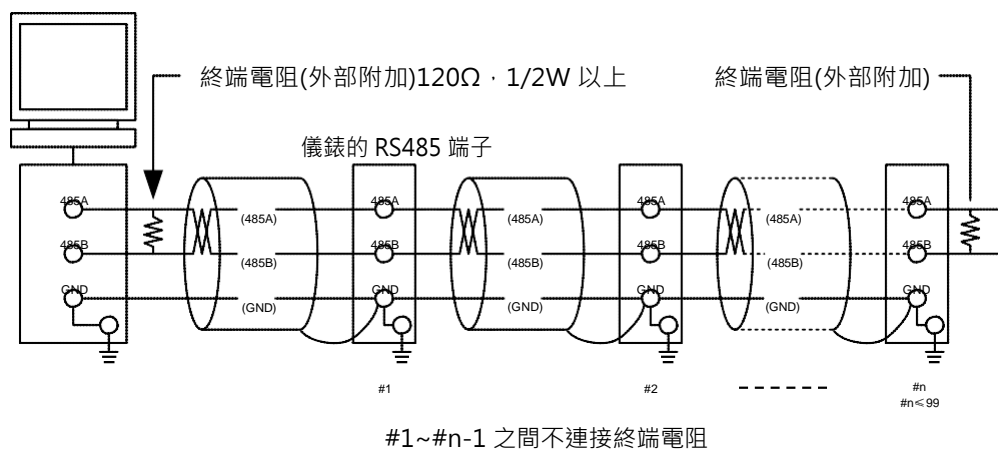 終端電阻(外部附加)120Ω，1/2W 以上
終端電阻(外部附加)
儀錶的 RS485 端子
485A
(485A)
485A
(485A)
485A
(485A)
485A
485B
(485B)
485B
(485B)
485B
(485B)
485B
GND
(GND)
GND
(GND)
GND
(GND)
GND
#1
#2
#n
#n≤99
#1~#n-1 之間不連接終端電阻